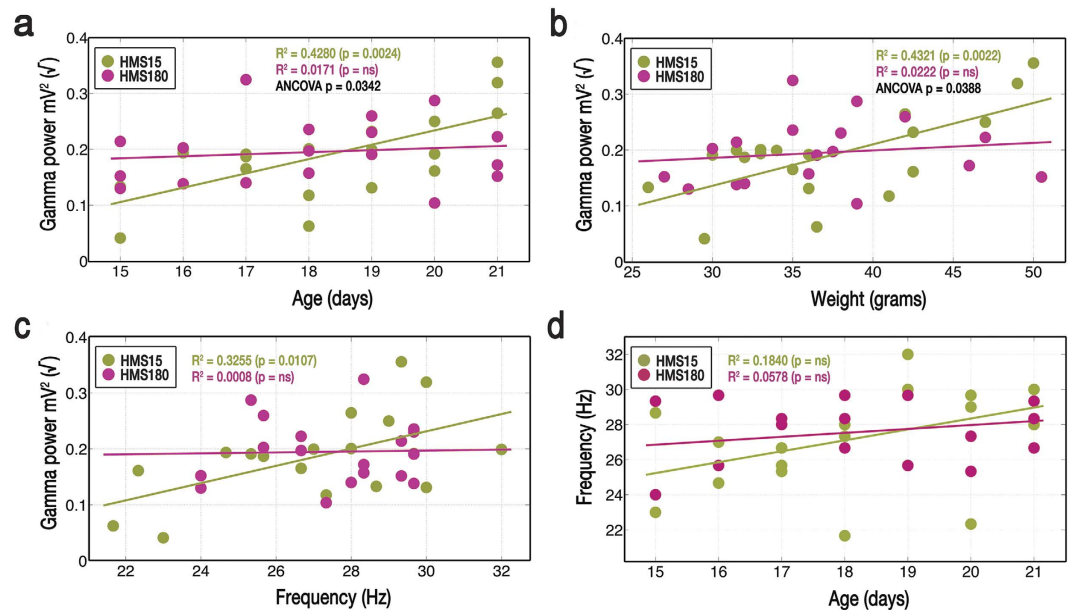 a
Gamma power mV² (√)
0.4
0.3
0.2
0.1
0
HMS15
HMS180
R² = 0.4280 (p = 0.0024)
R² = 0.0171 (p = ns)
ANCOVA p = 0.0342
15 16 17 18 19 20 21
Age (days)
b
Gamma power mV² (√)
0.4
0.3
0.2
0.1
0
HMS15
HMS180
R² = 0.4321 (p = 0.0022)
R² = 0.0222 (p = ns)
ANCOVA p = 0.0388
25 30 35 40 45 50
Weight (grams)
c
Gamma power mV² (√)
0.4
0.3
0.2
0.1
0
HMS15
HMS180
R² = 0.3255 (p = 0.0107)
R² = 0.0008 (p = ns)
22 24 26 28 30 32
Frequency (Hz)
d
Frequency (Hz)
32
30
28
26
24
22
HMS15
HMS180
R² = 0.1840 (p = ns)
R² = 0.0578 (p = ns)
15 16 17 18 19 20 21
Age (days)